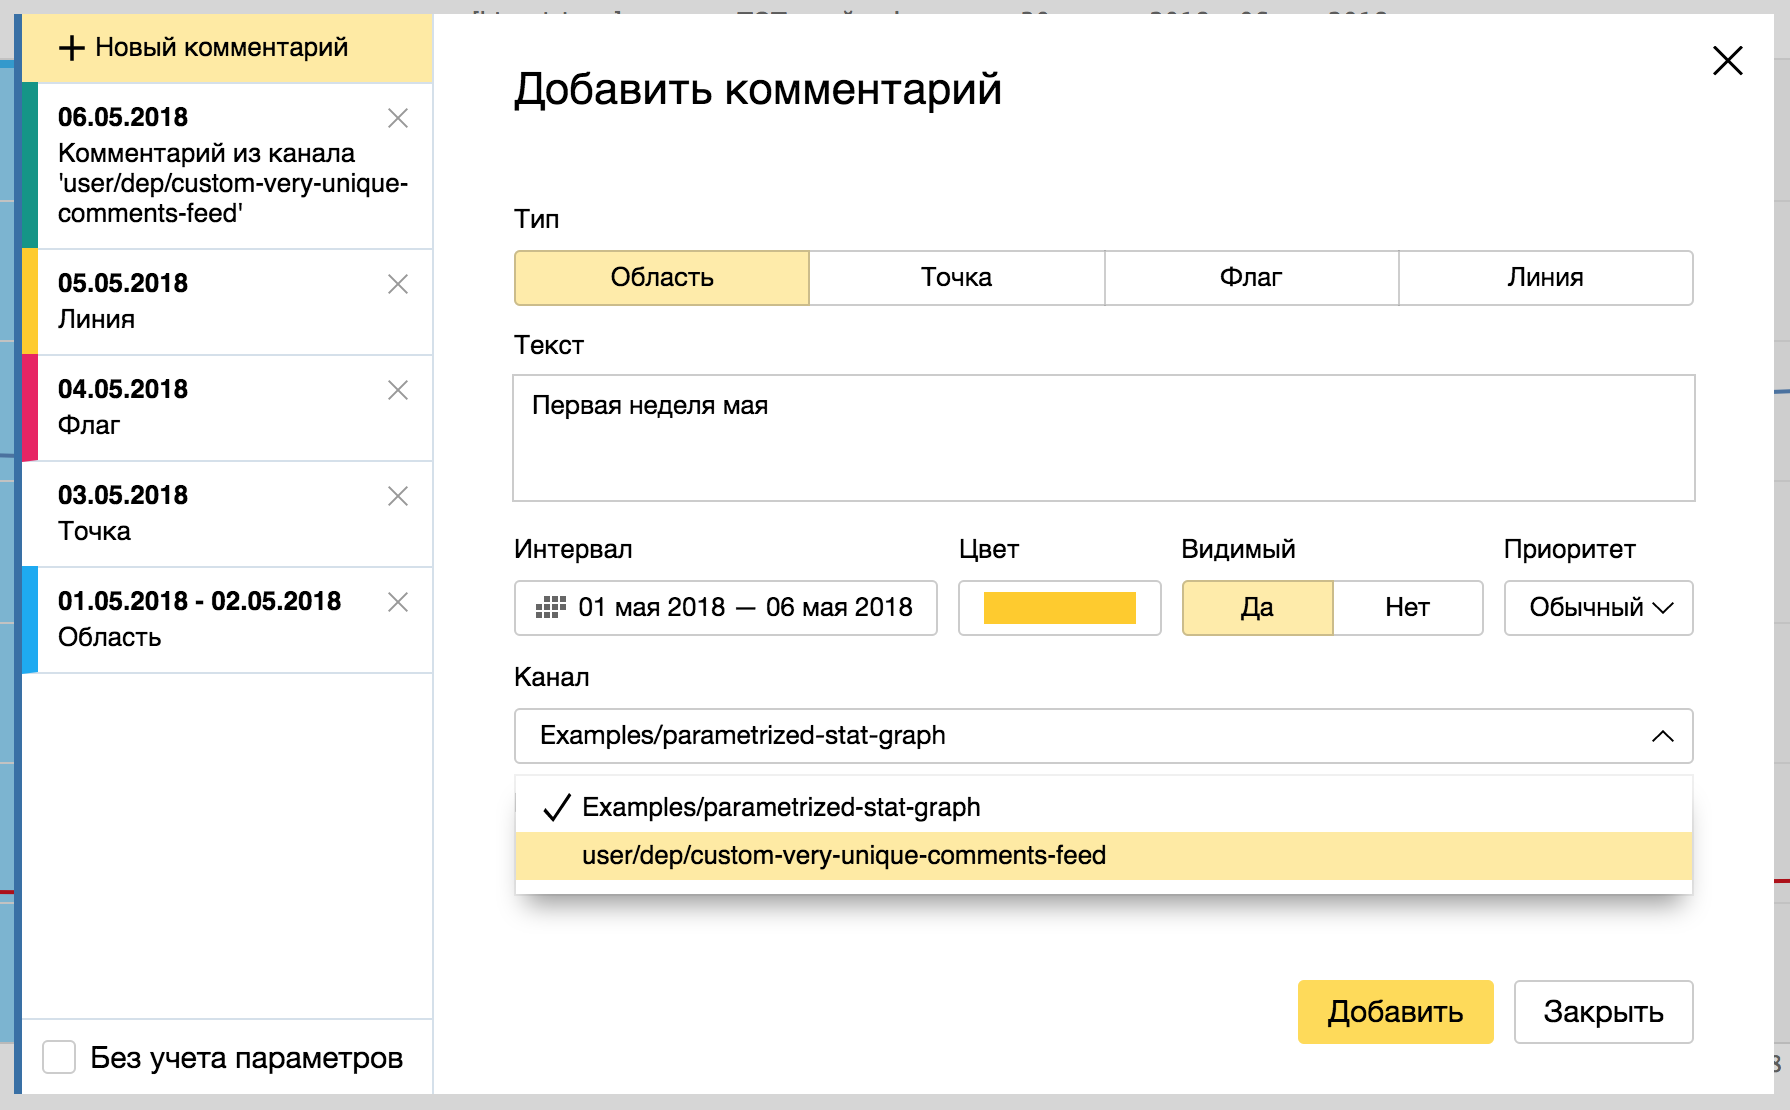 Новый комментарий
06.05.2018
Комментарий из канала
'user/dep/custom-very-unique-
comments-feed'
05.05.2018
Линия
04.05.2018
Флаг
03.05.2018
Точка
01.05.2018 - 02.05.2018
Область
Без учета параметров
Добавить комментарий
Тип
Область Точка Флаг Линия
Текст
Первая неделя мая
Интервал Цвет Видимый Приоритет
01 мая 2018 — 06 мая 2018 Да Нет Обычный
Канал
Examples/parametrized-stat-graph
Examples/parametrized-stat-graph
user/dep/custom-very-unique-comments-feed
Добавить Закрыть